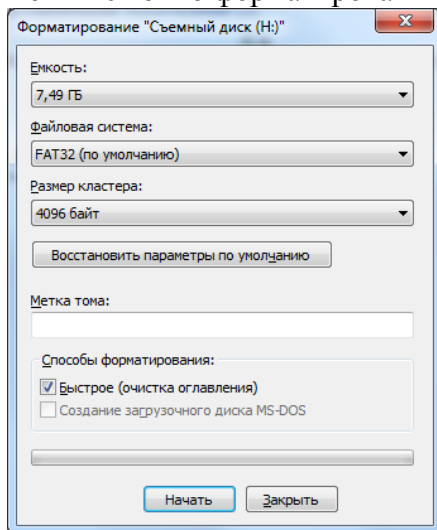 Форматирование "Съемный диск (H:)"
Емкость:
7,49 ГБ
Файловая система:
FAT32 (по умолчанию)
Размер кластера:
4096 байт
Восстановить параметры по умолчанию
Метка тома:
Способы форматирования:
Быстрое (очистка оглавления)
Создание загрузочного диска MS-DOS
Начать Закрыть